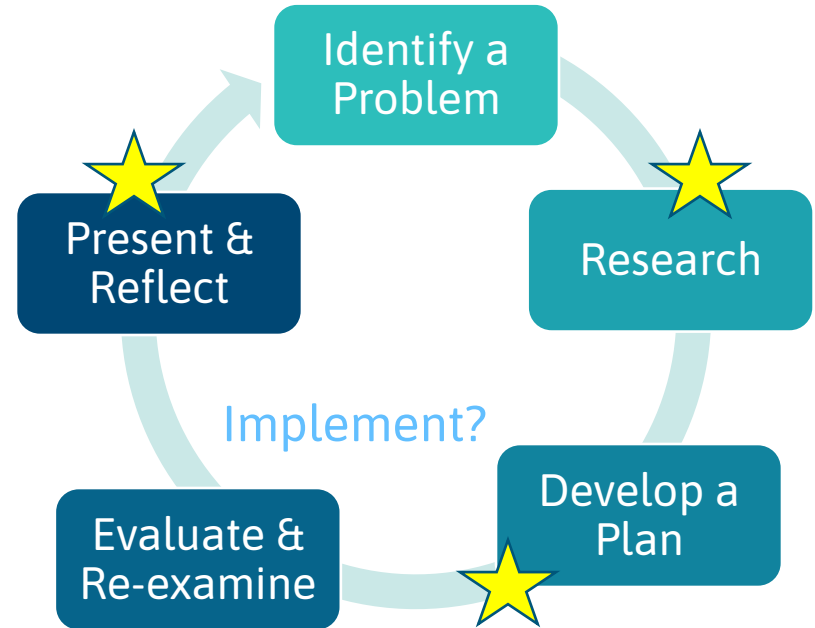 Identify a
Problem
Research
Develop a
Plan
Evaluate &
Re-examine
Present &
Reflect
Implement?